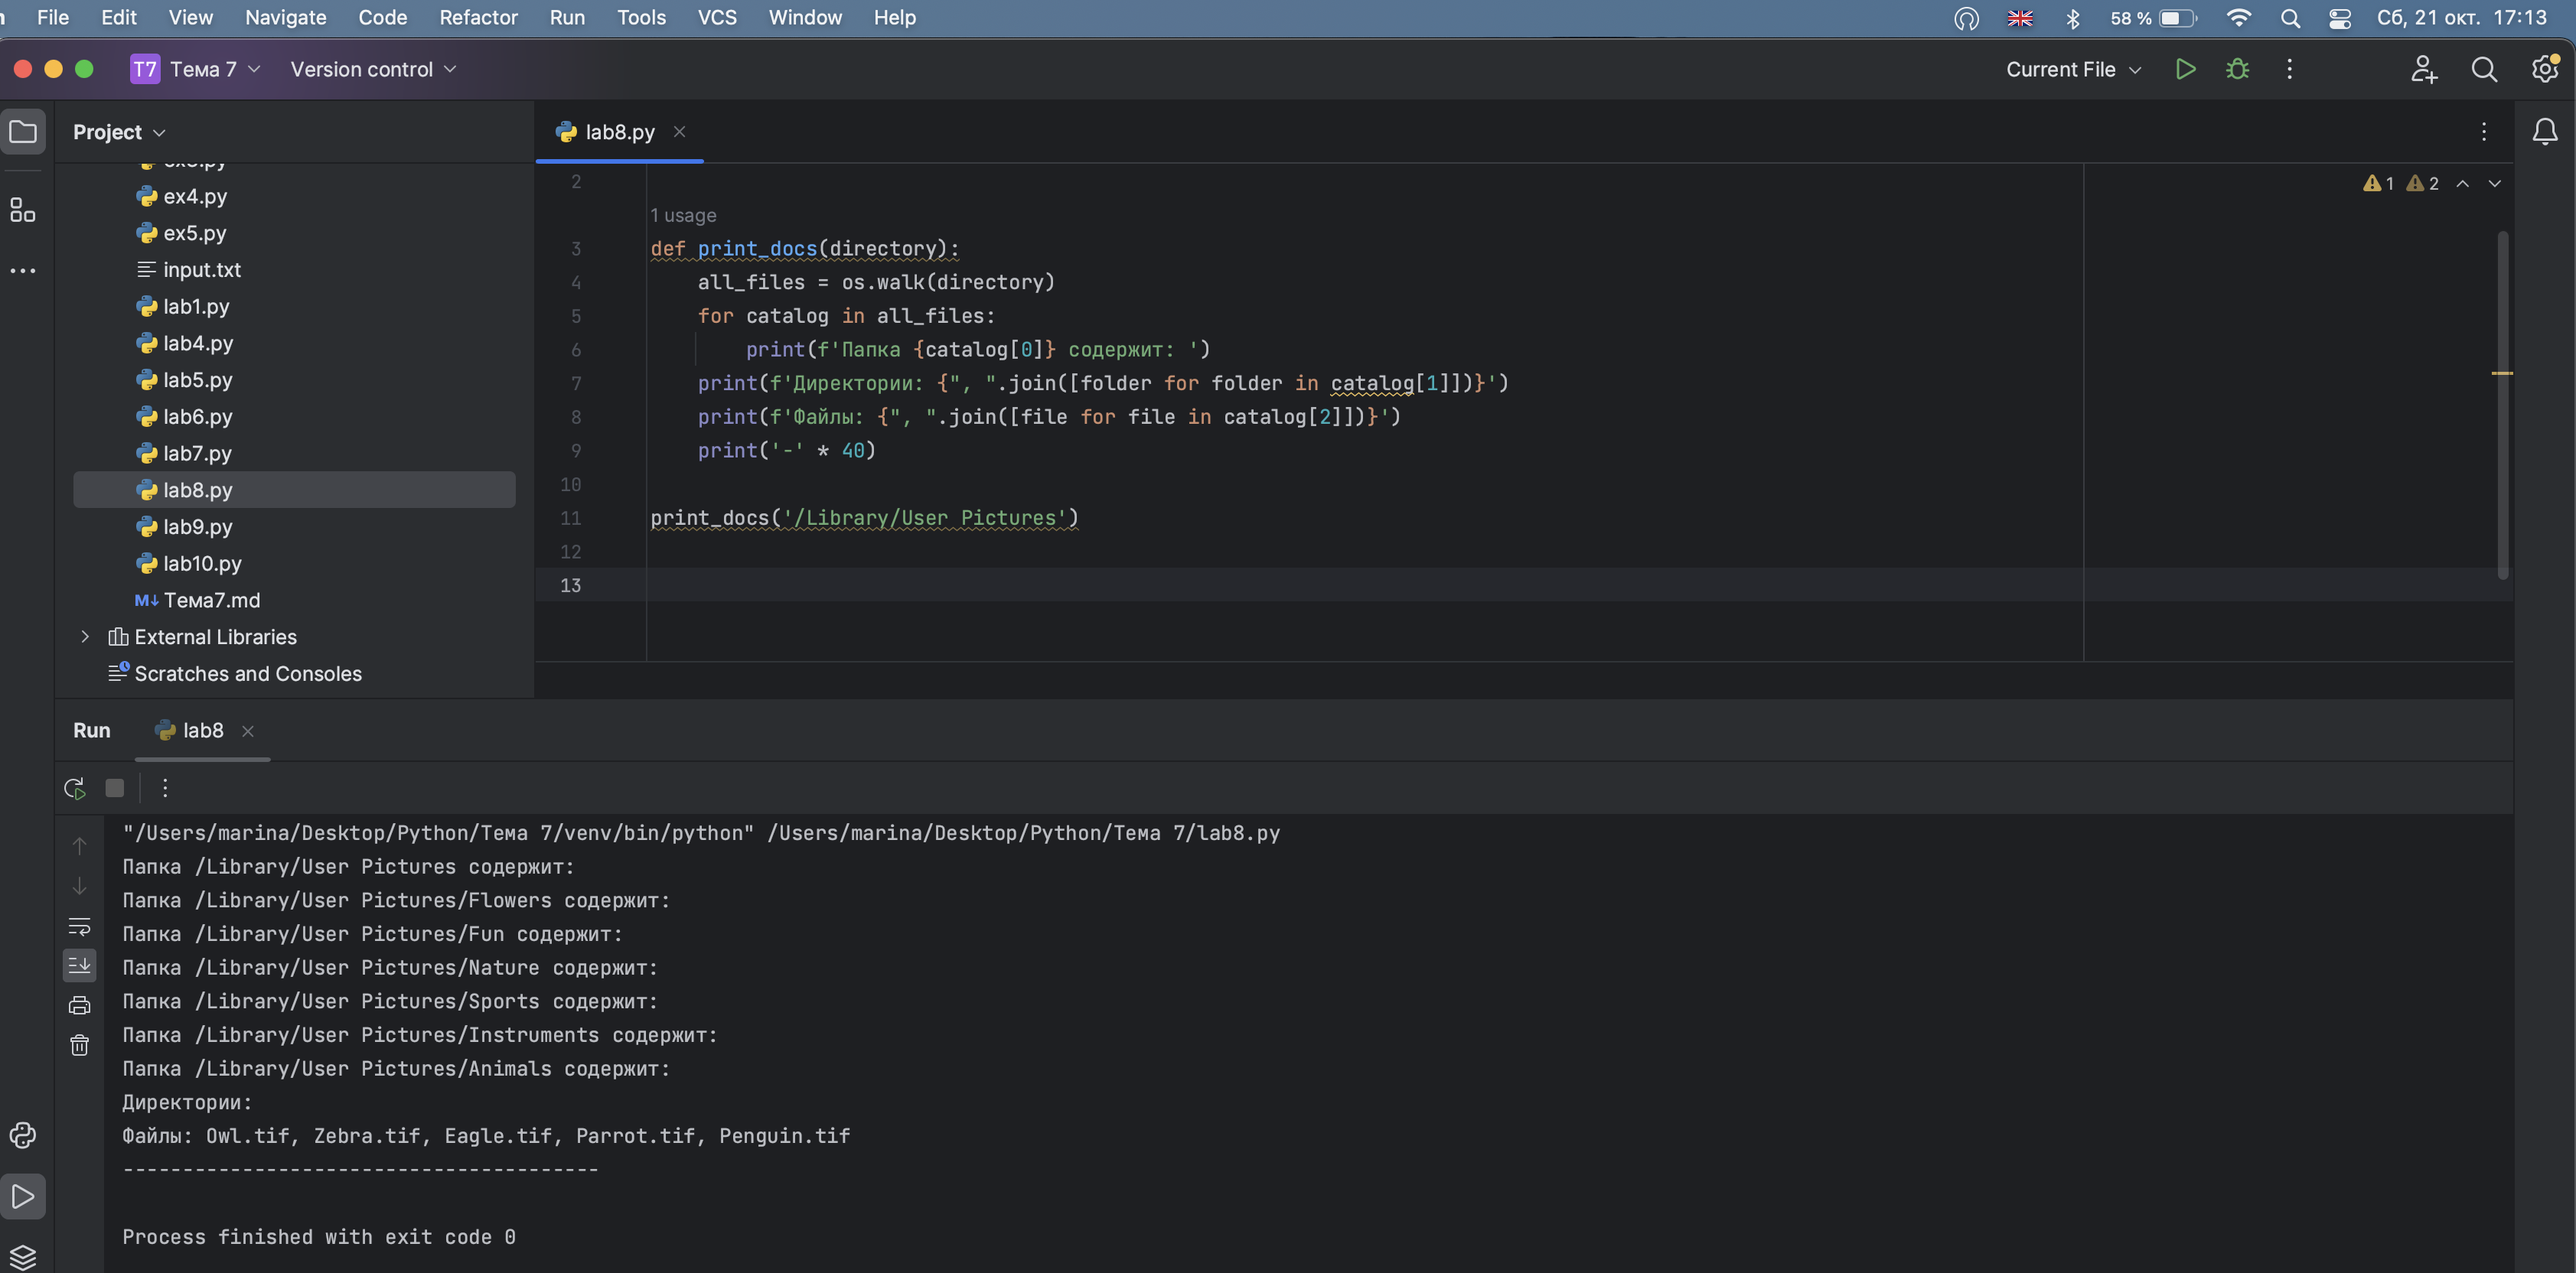 File Edit View Navigate Code Refactor Run Tools VCS Window Help 58 % Сб, 21 окт. 17:13
T7 Тема 7 Version control Current File
Project
lab8.py
ex4.py
ex5.py
input.txt
lab1.py
lab4.py
lab5.py
lab6.py
lab7.py
lab8.py
lab9.py
lab10.py
M↓ Тема7.md
External Libraries
Scratches and Consoles
1 2
2
1 usage
3 def print_docs(directory):
4 all_files = os.walk(directory)
5 for catalog in all_files:
6 print(f'Папка {catalog[0]} содержит: ')
7 print(f'Директории: {", ".join([folder for folder in catalog[1]])}')
8 print(f'Файлы: {", ".join([file for file in catalog[2]])}')
9 print('-' * 40)
10
11 print_docs('/Library/User Pictures')
12
13
Run lab8
"/Users/marina/Desktop/Python/Тема 7/venv/bin/python" /Users/marina/Desktop/Python/Тема 7/lab8.py
Папка /Library/User Pictures содержит:
Папка /Library/User Pictures/Flowers содержит:
Папка /Library/User Pictures/Fun содержит:
Папка /Library/User Pictures/Nature содержит:
Папка /Library/User Pictures/Sports содержит:
Папка /Library/User Pictures/Instruments содержит:
Папка /Library/User Pictures/Animals содержит:
Директории:
Файлы: Owl.tif, Zebra.tif, Eagle.tif, Parrot.tif, Penguin.tif
----------------------------------------
Process finished with exit code 0